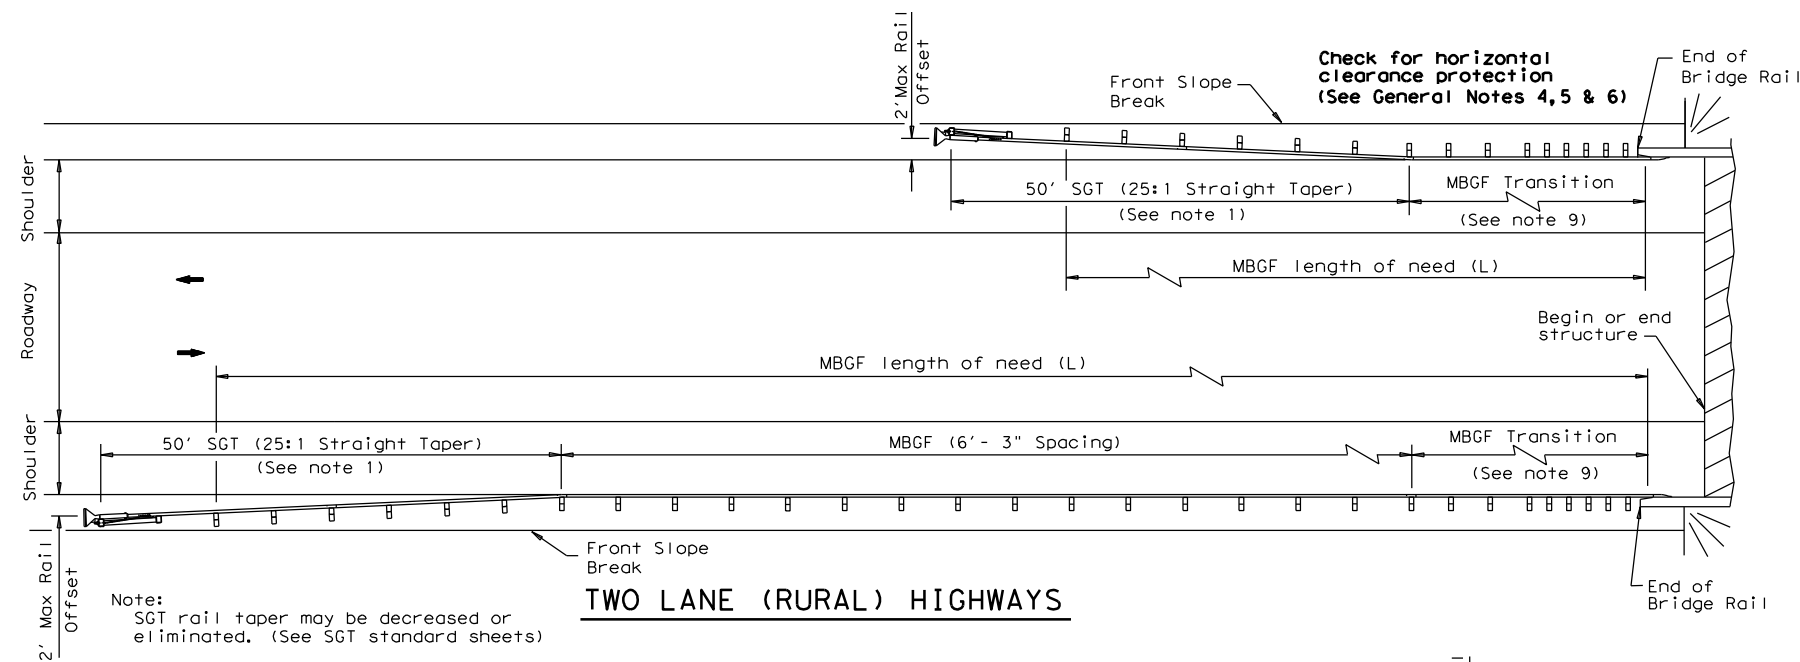 2' Max Rail
Offset
Front Slope
Break
Check for horizontal
clearance protection
(See General Notes 4,5 & 6)
End of
Bridge Rail
Shoulder
50' SGT (25:1 Straight Taper)
(See note 1)
MBGF Transition
(See note 9)
MBGF length of need (L)
Roadway
Begin or end
structure
MBGF length of need (L)
Shoulder
50' SGT (25:1 Straight Taper)
(See note 1)
MBGF (6'- 3" Spacing)
MBGF Transition
(See note 9)
2' Max Rail
Offset
Front Slope
Break
End of
Bridge Rail
Note:
SGT rail taper may be decreased or
eliminated. (See SGT standard sheets)
TWO LANE (RURAL) HIGHWAYS